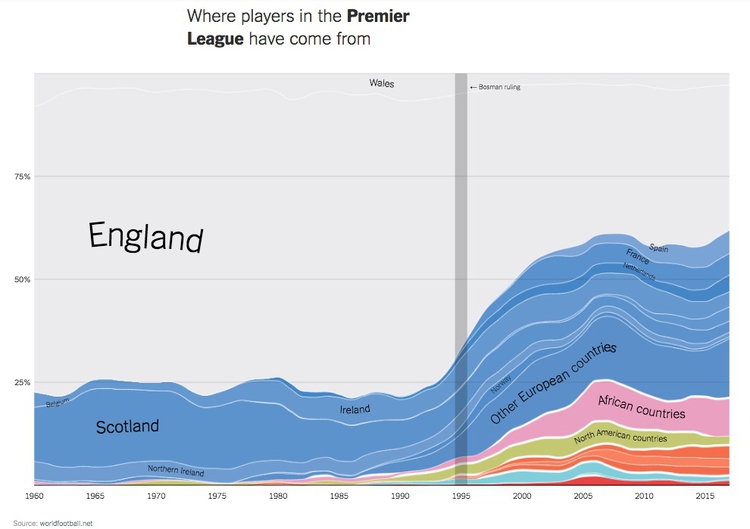 Where players in the Premier
League have come from
Wales
← Bosman ruling
75%
England
Spain
France
Netherlands
50%
Norway
Other European countries
25%
Belgium
Ireland
African countries
Scotland
North American countries
Northern Ireland
1960 1965 1970 1975 1980 1985 1990 1995 2000 2005 2010 2015
Source: worldfootball.net